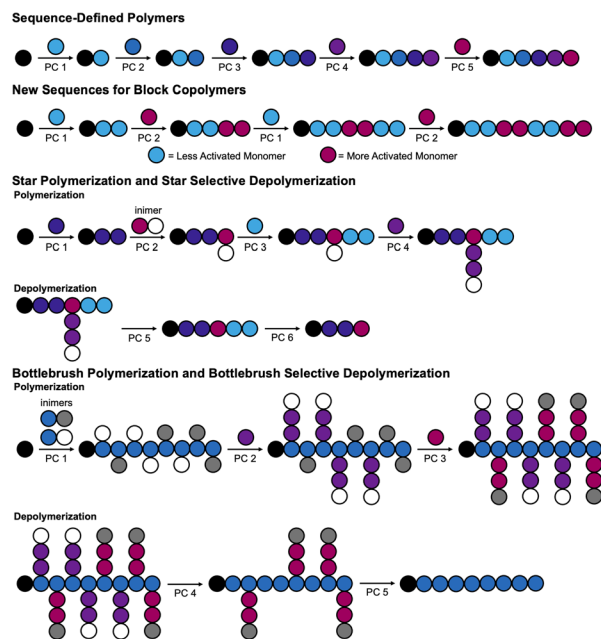 Sequence-Defined Polymers
PC 1
PC 2
PC 3
PC 4
PC 5
New Sequences for Block Copolymers
PC 1
PC 2
PC 1
PC 2
= Less Activated Monomer
= More Activated Monomer
Star Polymerization and Star Selective Depolymerization
Polymerization
inimer
PC 1
PC 2
PC 3
PC 4
Depolymerization
PC 5
PC 6
Bottlebrush Polymerization and Bottlebrush Selective Depolymerization
Polymerization
inimers
PC 1
PC 2
PC 3
Depolymerization
PC 4
PC 5